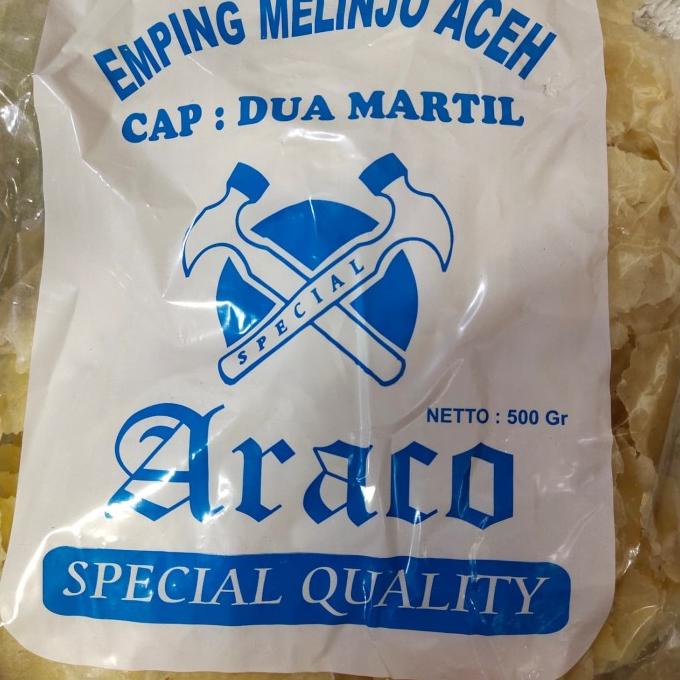 EMPING MELINJO ACEH
CAP : DUA MARTIL
SPECIAL
NETTO : 500 Gr
Araco
SPECIAL QUALITY